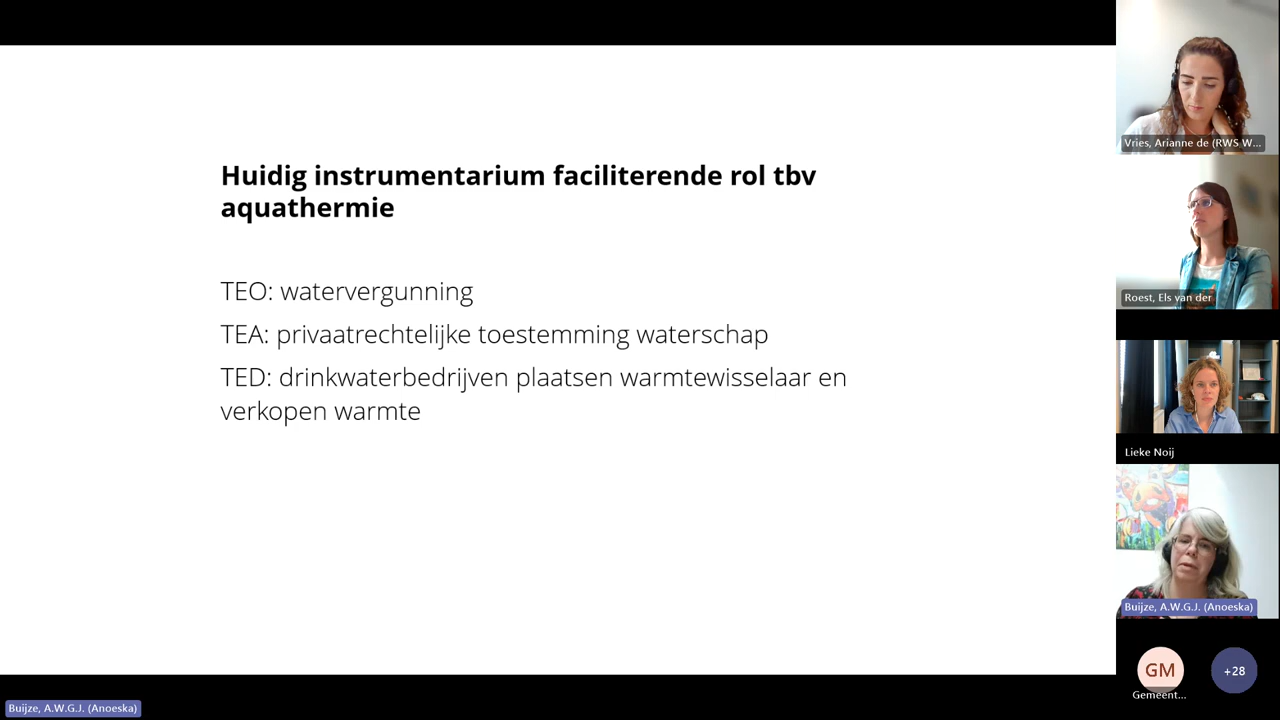 Huidig instrumentarium faciliterende rol tbv
aquathermie
TEO: watervergunning
TEA: privaatrechtelijke toestemming waterschap
TED: drinkwaterbedrijven plaatsen warmtewisselaar en
verkopen warmte
Vries, Arianne de (RWS W...
Roest, Els van der
Lieke Noij
Buijze, A.W.G.J. (Anoeska)
GM
+28
Gemeent...
Buijze, A.W.G.J. (Anoeska)